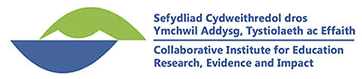 Sefydliad Cydweithredol dros
Ymchwil Addysg, Tystiolaeth ac Effaith
Collaborative Institute for Education
Research, Evidence and Impact